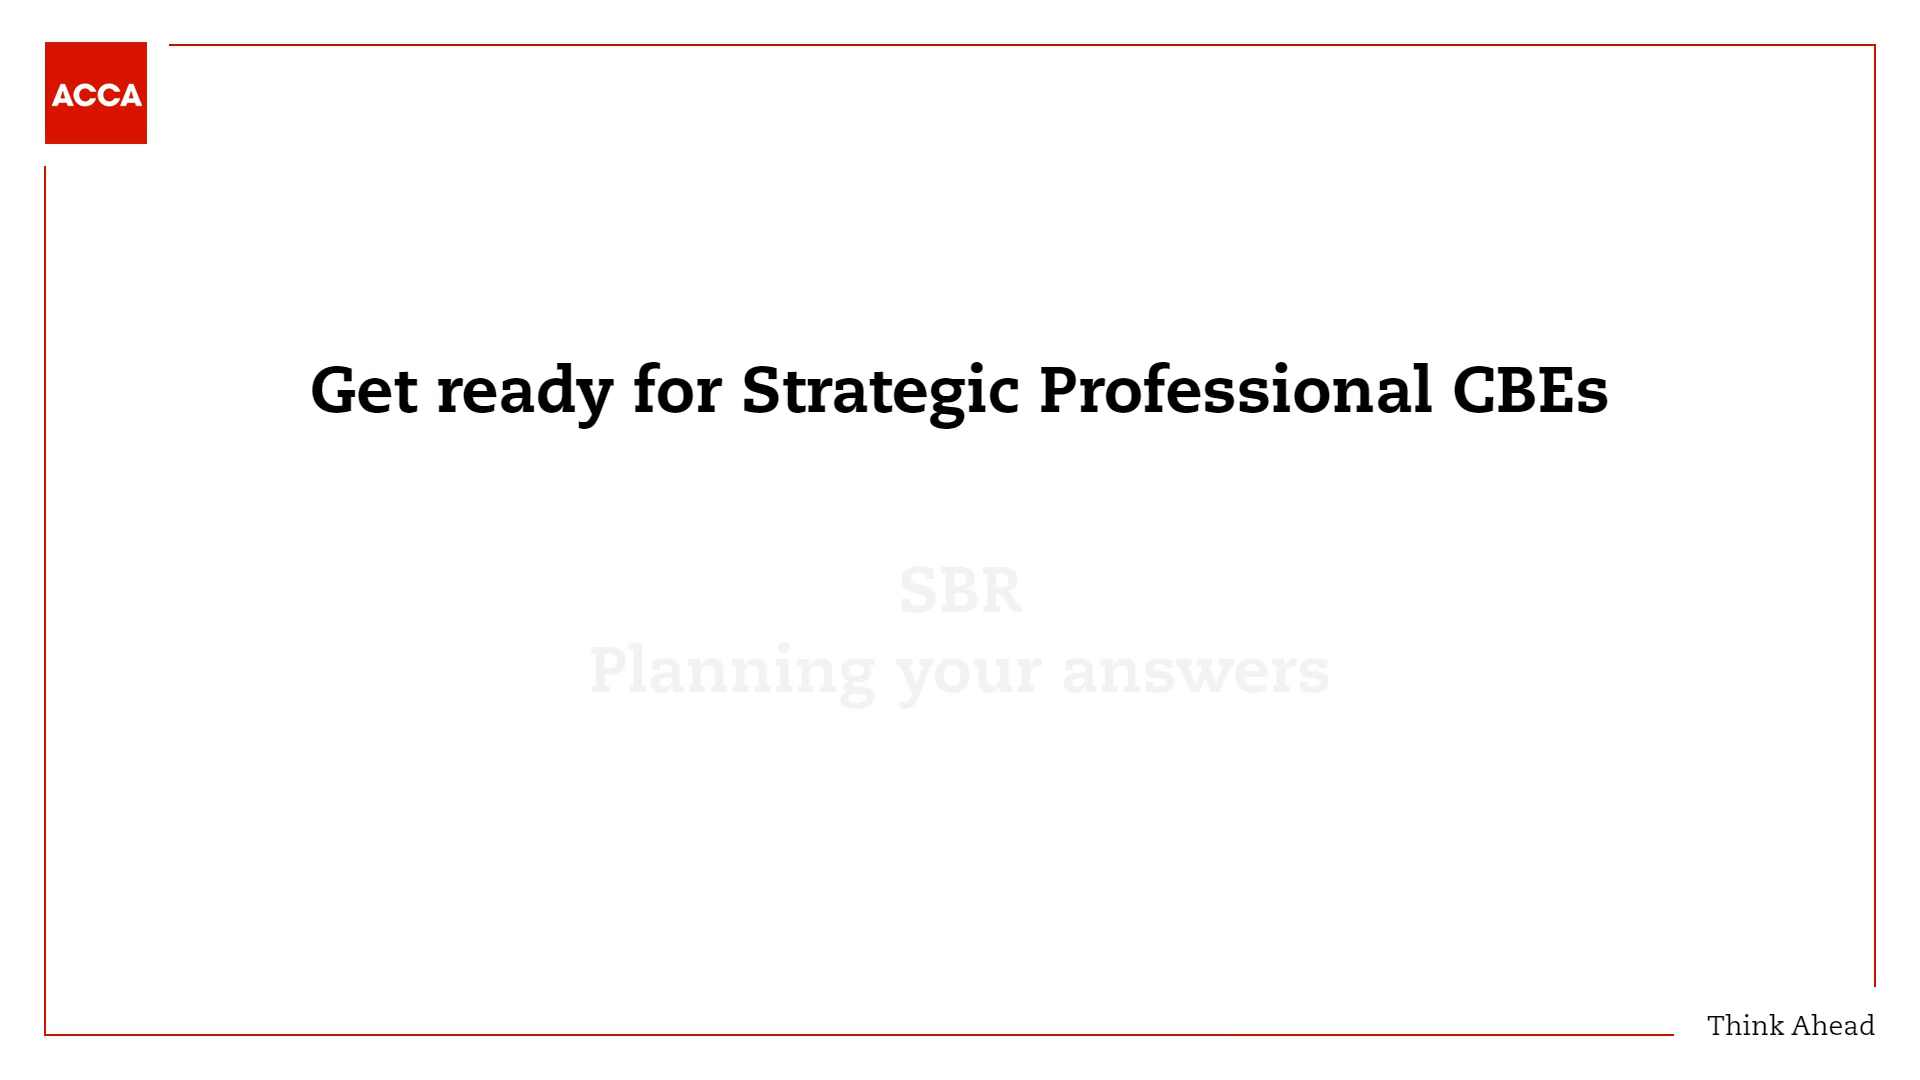 ACCA
Get ready for Strategic Professional CBEs
SBR
Planning your answers
Think Ahead